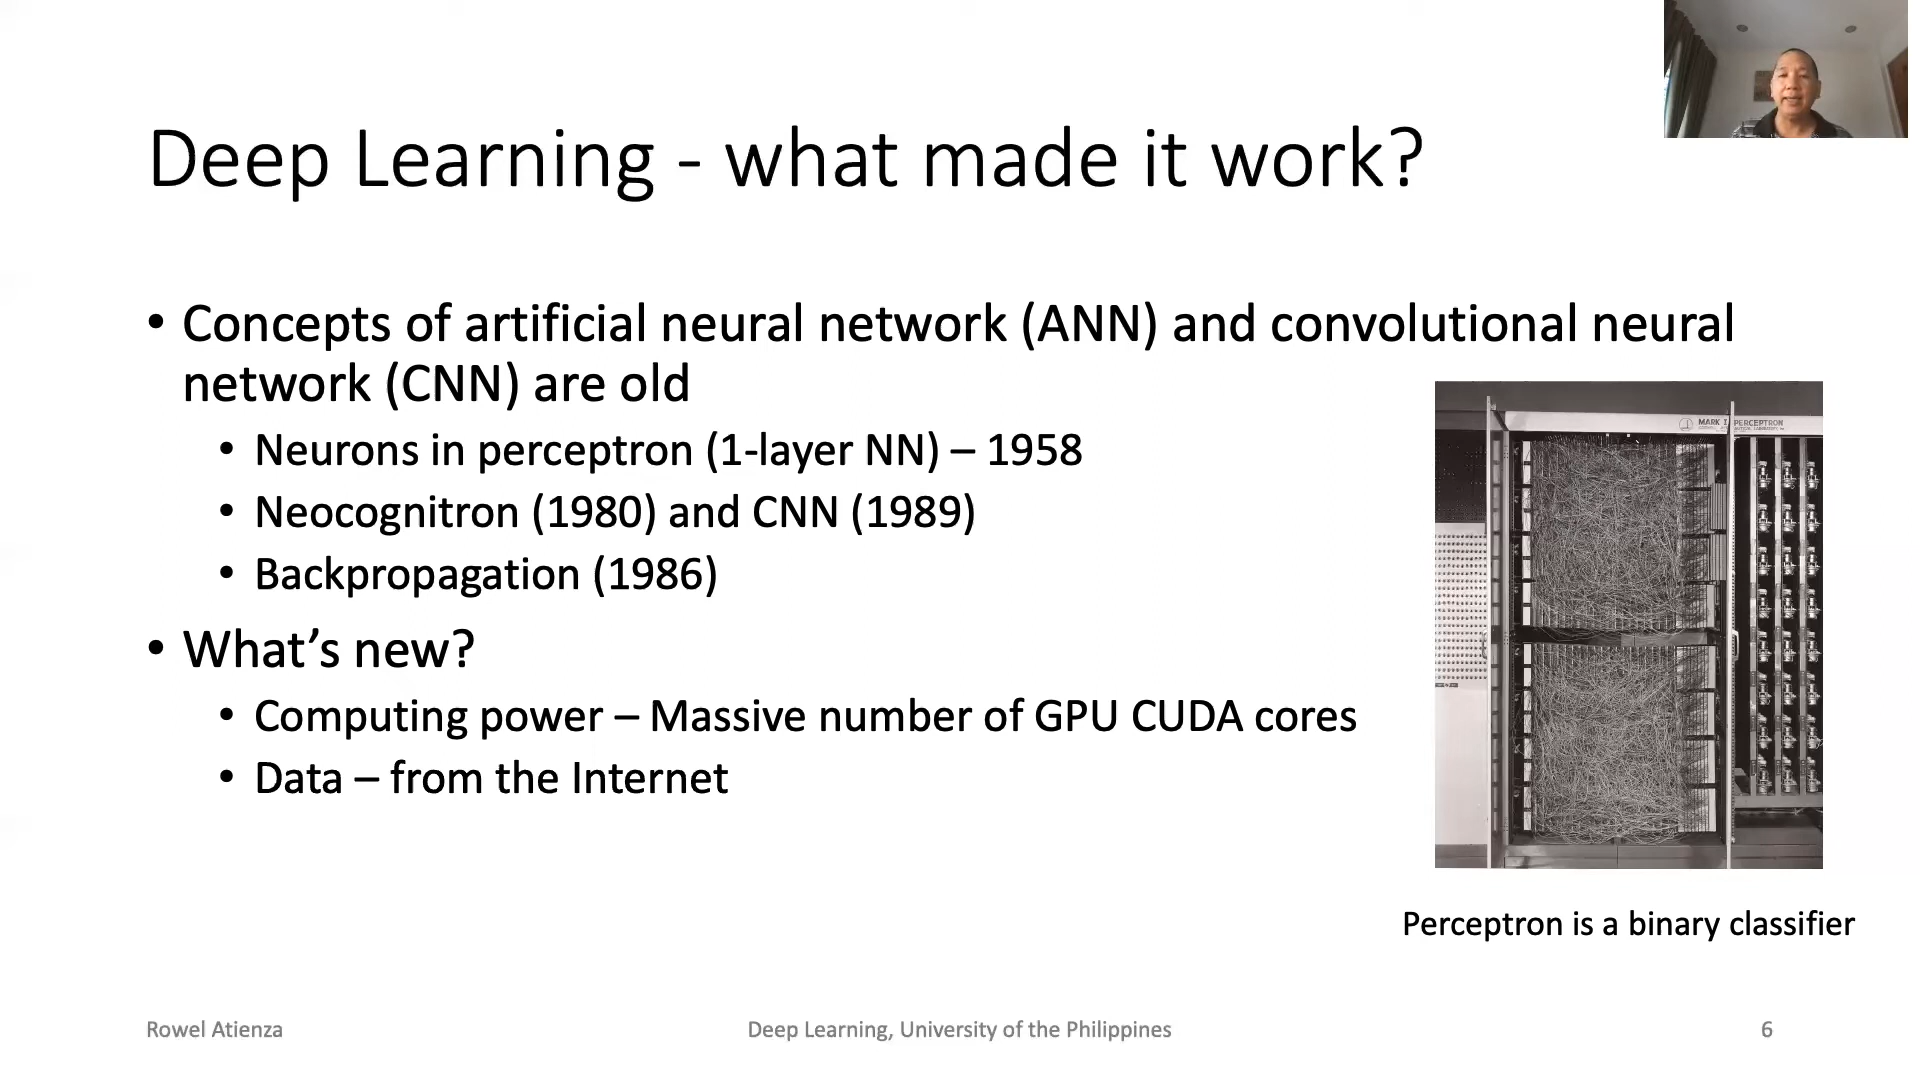 Deep Learning - what made it work?
• Concepts of artificial neural network (ANN) and convolutional neural
network (CNN) are old
• Neurons in perceptron (1-layer NN) – 1958
• Neocognitron (1980) and CNN (1989)
• Backpropagation (1986)
• What’s new?
• Computing power – Massive number of GPU CUDA cores
• Data – from the Internet
MARK I PERCEPTRON
Perceptron is a binary classifier
Rowel Atienza
Deep Learning, University of the Philippines
6